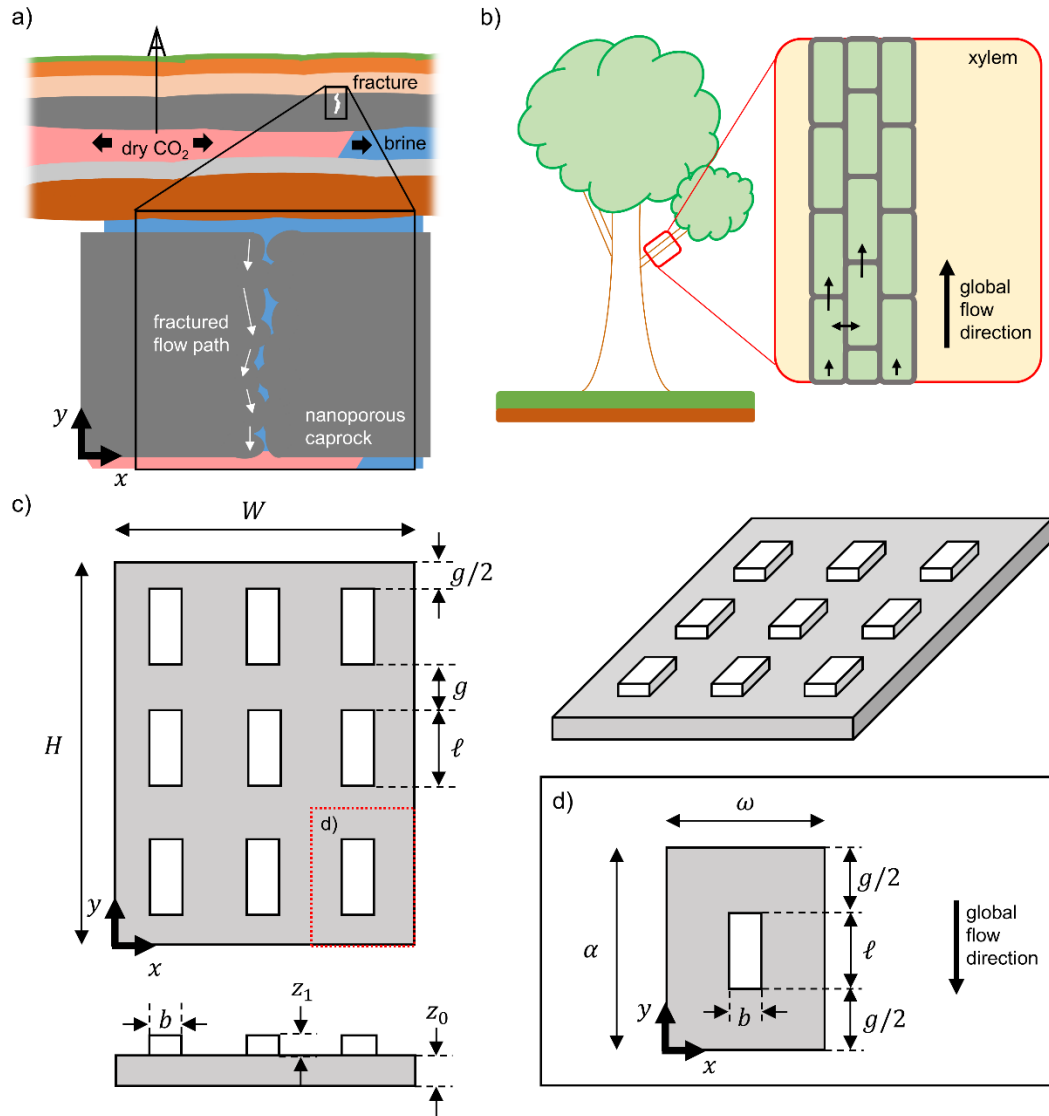 a)
fracture
dry CO₂
brine
fractured
flow path
nanoporous
caprock
y
x
b)
xylem
global
flow
direction
c)
W
g/2
g
H
ℓ
d)
y
x
b
z₁
z₀
d)
ω
g/2
α
ℓ
b
g/2
y
x
global
flow
direction